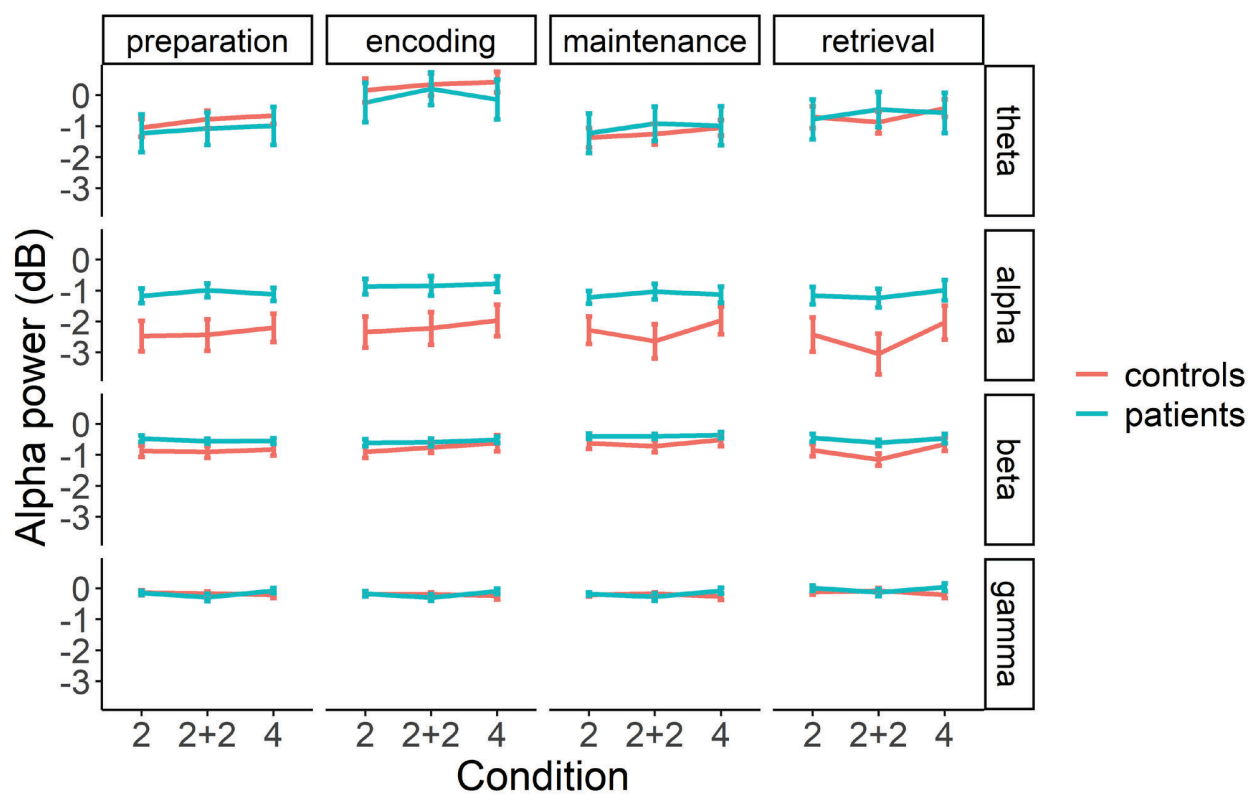 preparation encoding maintenance retrieval
0
-1
-2
-3
theta
0
-1
-2
-3
alpha
0
-1
-2
-3
beta
0
-1
-2
-3
gamma
Alpha power (dB)
2 2+2 4 2 2+2 4 2 2+2 4 2 2+2 4
Condition
controls
patients